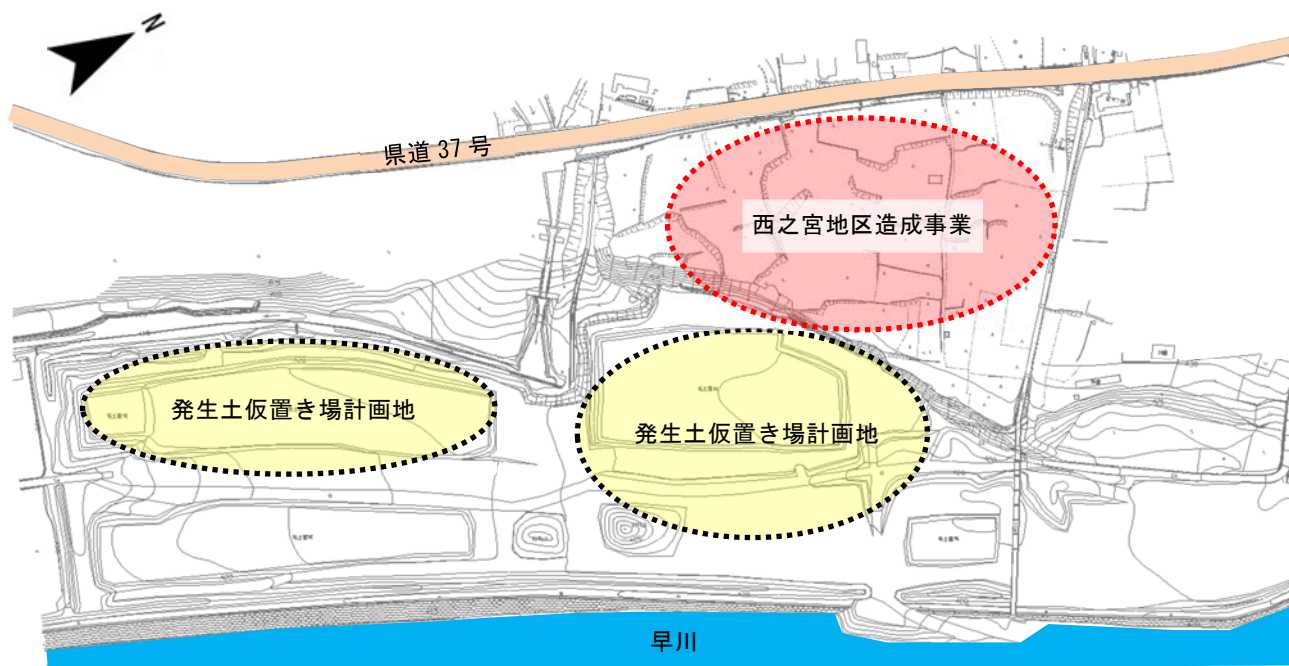 N
県道 37 号
西之宮地区造成事業
発生土仮置き場計画地
発生土仮置き場計画地
早川